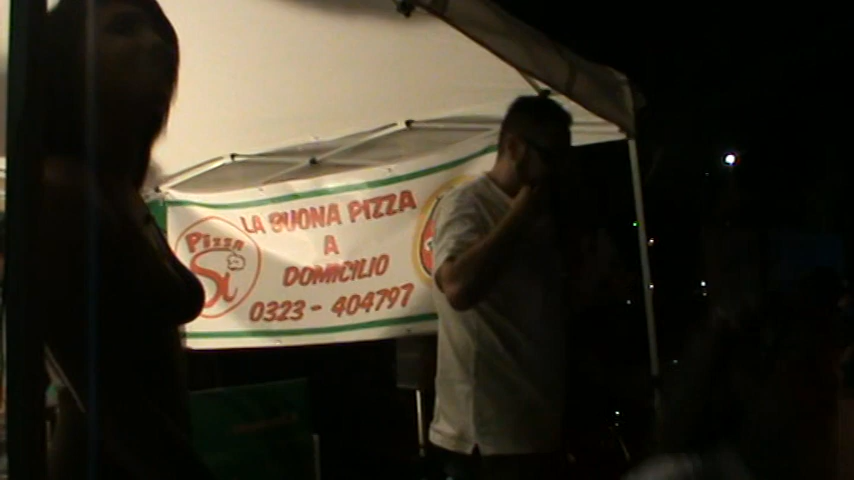 LA BUONA PIZZA
A
DOMICILIO
0323 - 404797
Pizza
Si